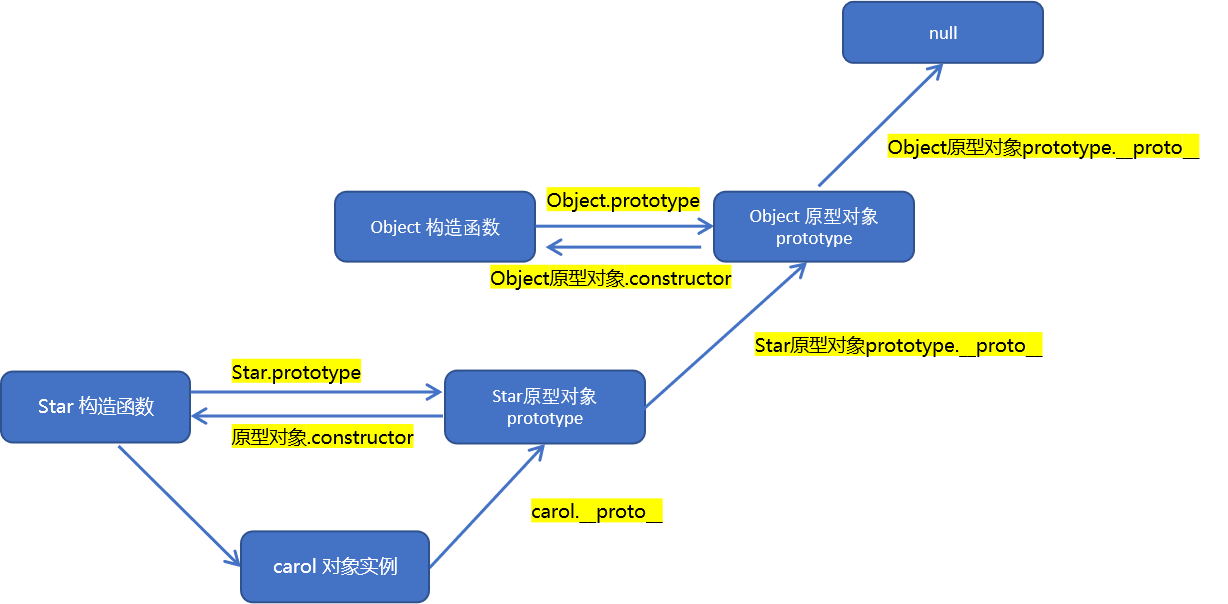 null
Object原型对象prototype.__proto__
Object.prototype
Object 构造函数
Object 原型对象
prototype
Object原型对象.constructor
Star原型对象prototype.__proto__
Star.prototype
Star 构造函数
Star原型对象
prototype
原型对象.constructor
carol.__proto__
carol 对象实例